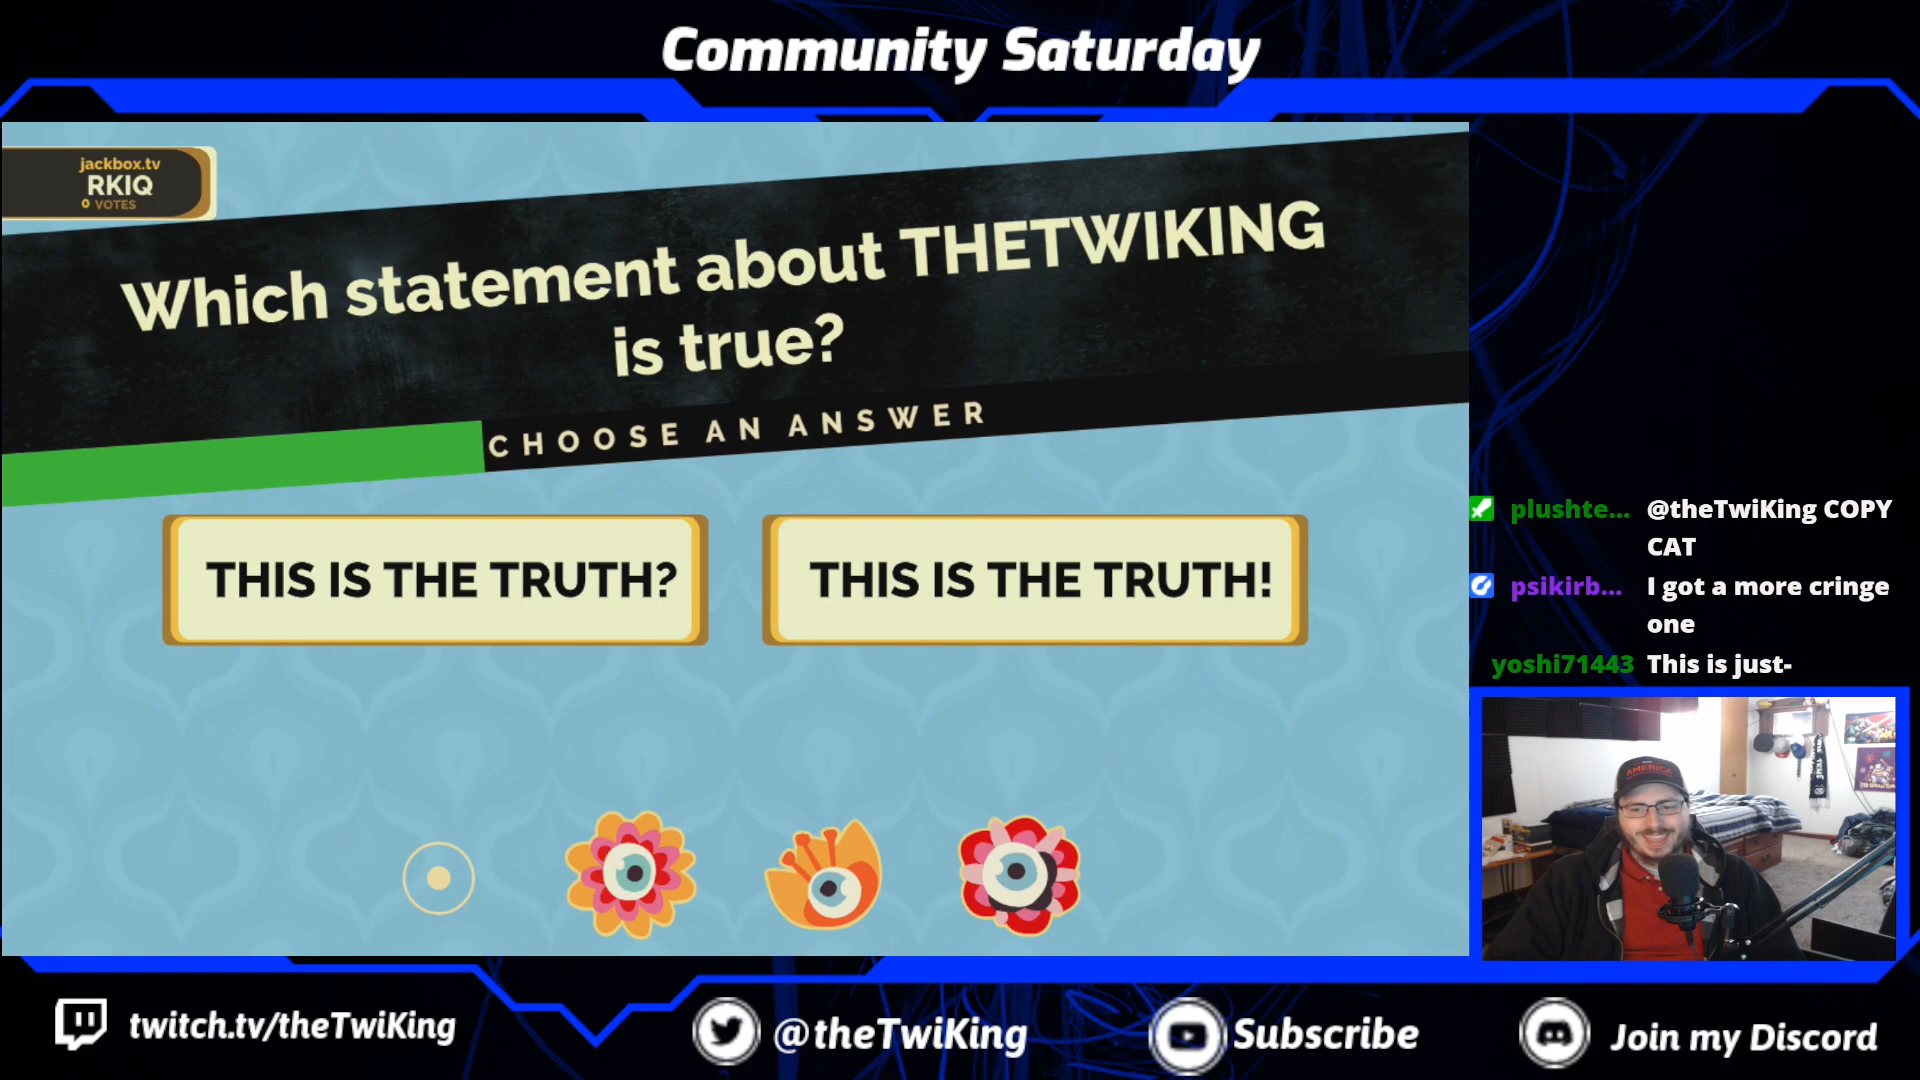 Community Saturday
jackbox.tv
RKIQ
0 VOTES
Which statement about THETWIKING
is true?
CHOOSE AN ANSWER
THIS IS THE TRUTH?
THIS IS THE TRUTH!
plushte... @theTwiKing COPY
CAT
psikirb... I got a more cringe
one
yoshi71443 This is just-
AMERICA
twitch.tv/theTwiKing
@theTwiKing
Subscribe
Join my Discord